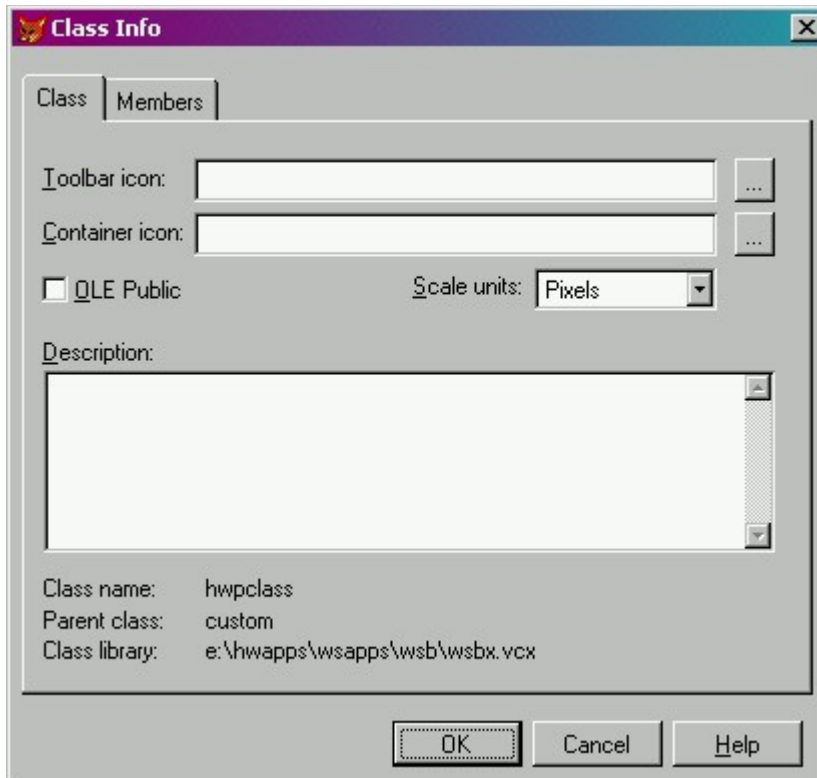 Class Info
Class Members
Toolbar icon: ...
Container icon: ...
OLE Public Scale units: Pixels
Description:
Class name: hwpclass
Parent class: custom
Class library: e:\hwapps\wsapps\wsb\wsbx.vcx
OK Cancel Help